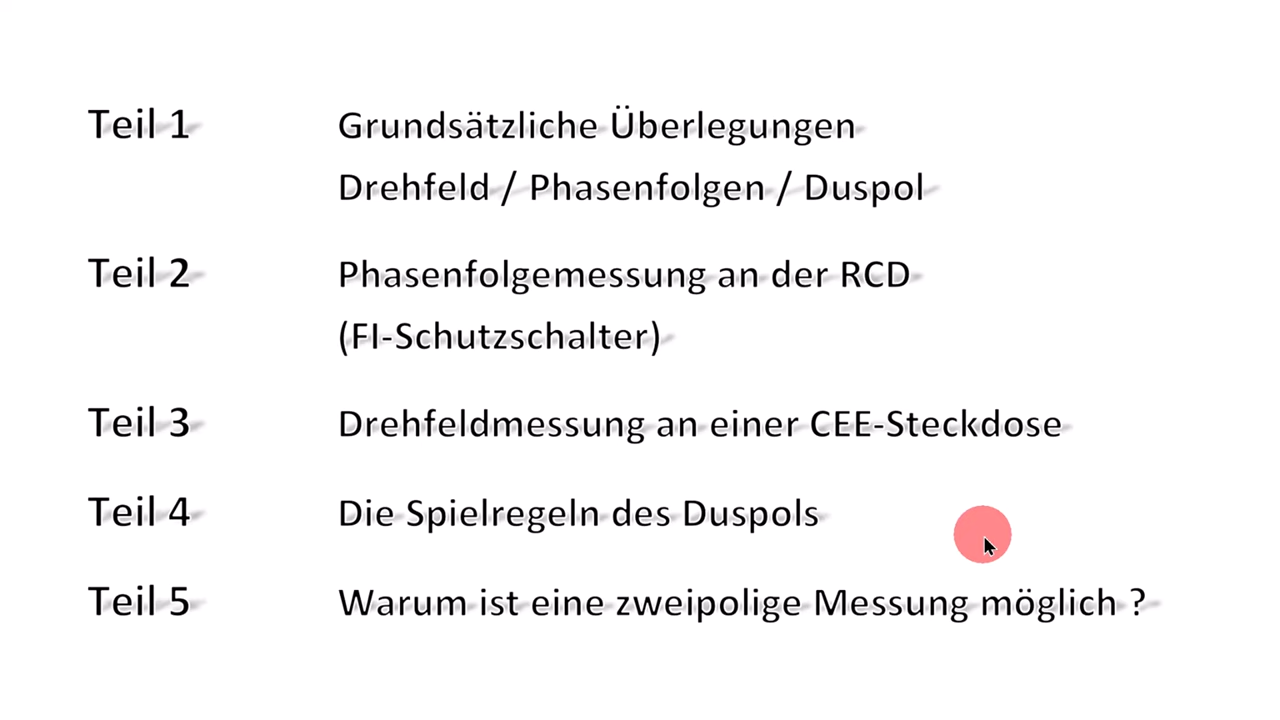 Teil 1 Grundsätzliche Überlegungen
Drehfeld / Phasenfolgen / Duspol
Teil 2 Phasenfolgemessung an der RCD
(FI-Schutzschalter)
Teil 3 Drehfeldmessung an einer CEE-Steckdose
Teil 4 Die Spielregeln des Duspols
Teil 5 Warum ist eine zweipolige Messung möglich ?